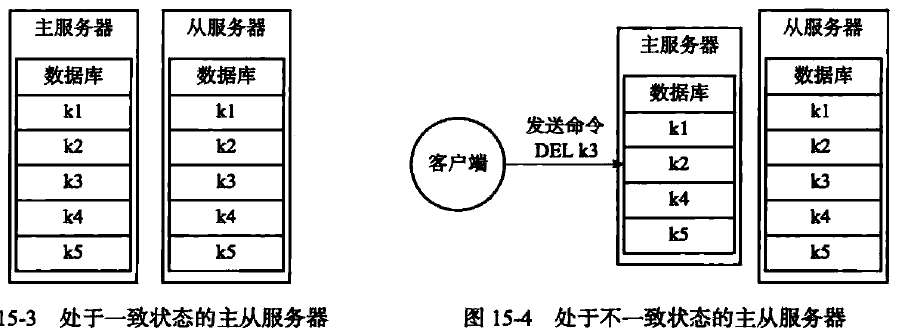 主服务器
数据库
k1
k2
k3
k4
k5
从服务器
数据库
k1
k2
k3
k4
k5
15-3 处于一致状态的主从服务器
客户端
发送命令
DEL k3
主服务器
数据库
k1
k2
k4
k5
从服务器
数据库
k1
k2
k3
k4
k5
图 15-4 处于不一致状态的主从服务器